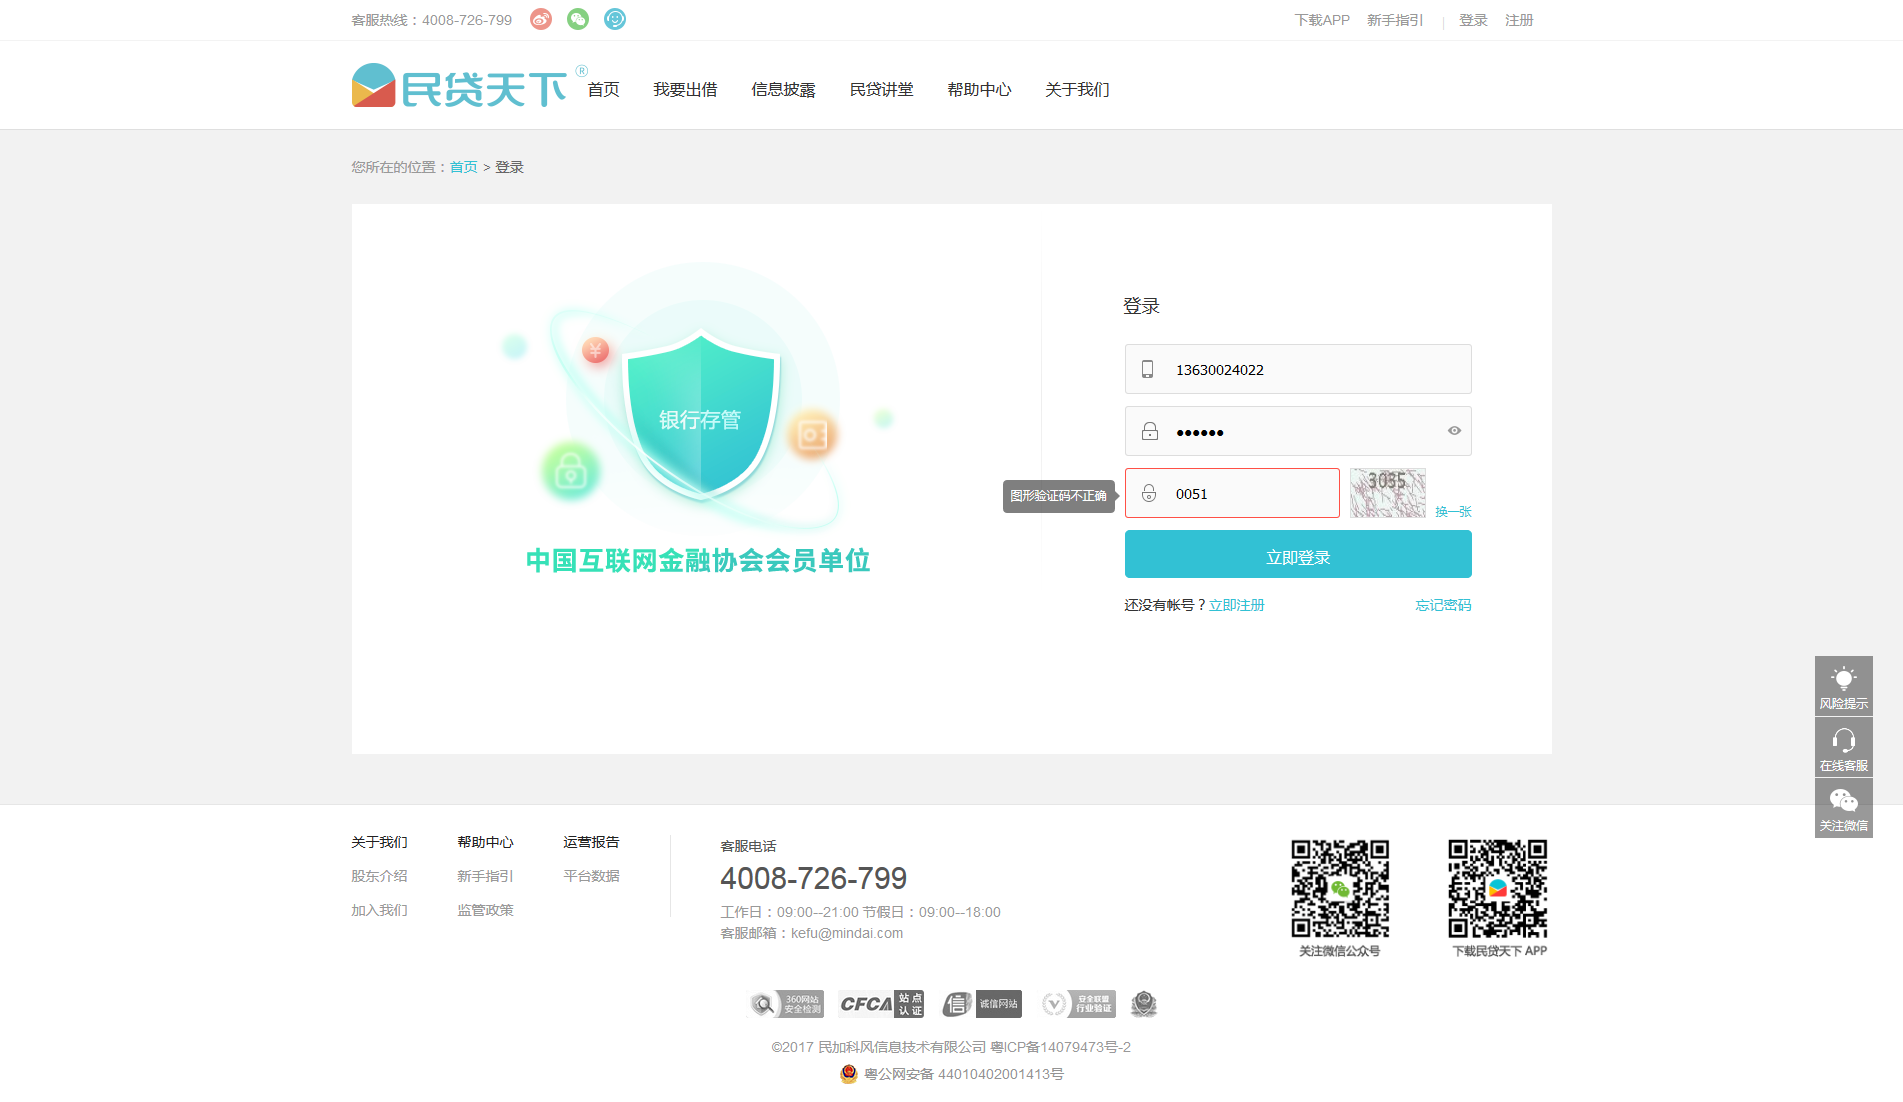 客服热线：4008-726-799
下载APP 新手指引 | 登录 注册
民贷天下® 首页 我要出借 信息披露 民贷讲堂 帮助中心 关于我们
您所在的位置：首页 > 登录
登录
13630024022
银行存管
••••••
图形验证码不正确 0051 3035 换一张
立即登录
中国互联网金融协会会员单位
还没有帐号？立即注册 忘记密码
风险提示
在线客服
关注微信
关于我们 帮助中心 运营报告
股东介绍 新手指引 平台数据
加入我们 监管政策
客服电话
4008-726-799
工作日：09:00--21:00 节假日：09:00--18:00
客服邮箱：kefu@mindai.com
关注微信公众号 下载民贷天下 APP
360网站安全检测 CFCA 站点认证 信 诚信网站 安全联盟行业验证
©2017 民加科风信息技术有限公司 粤ICP备14079473号-2
粤公网安备 44010402001413号